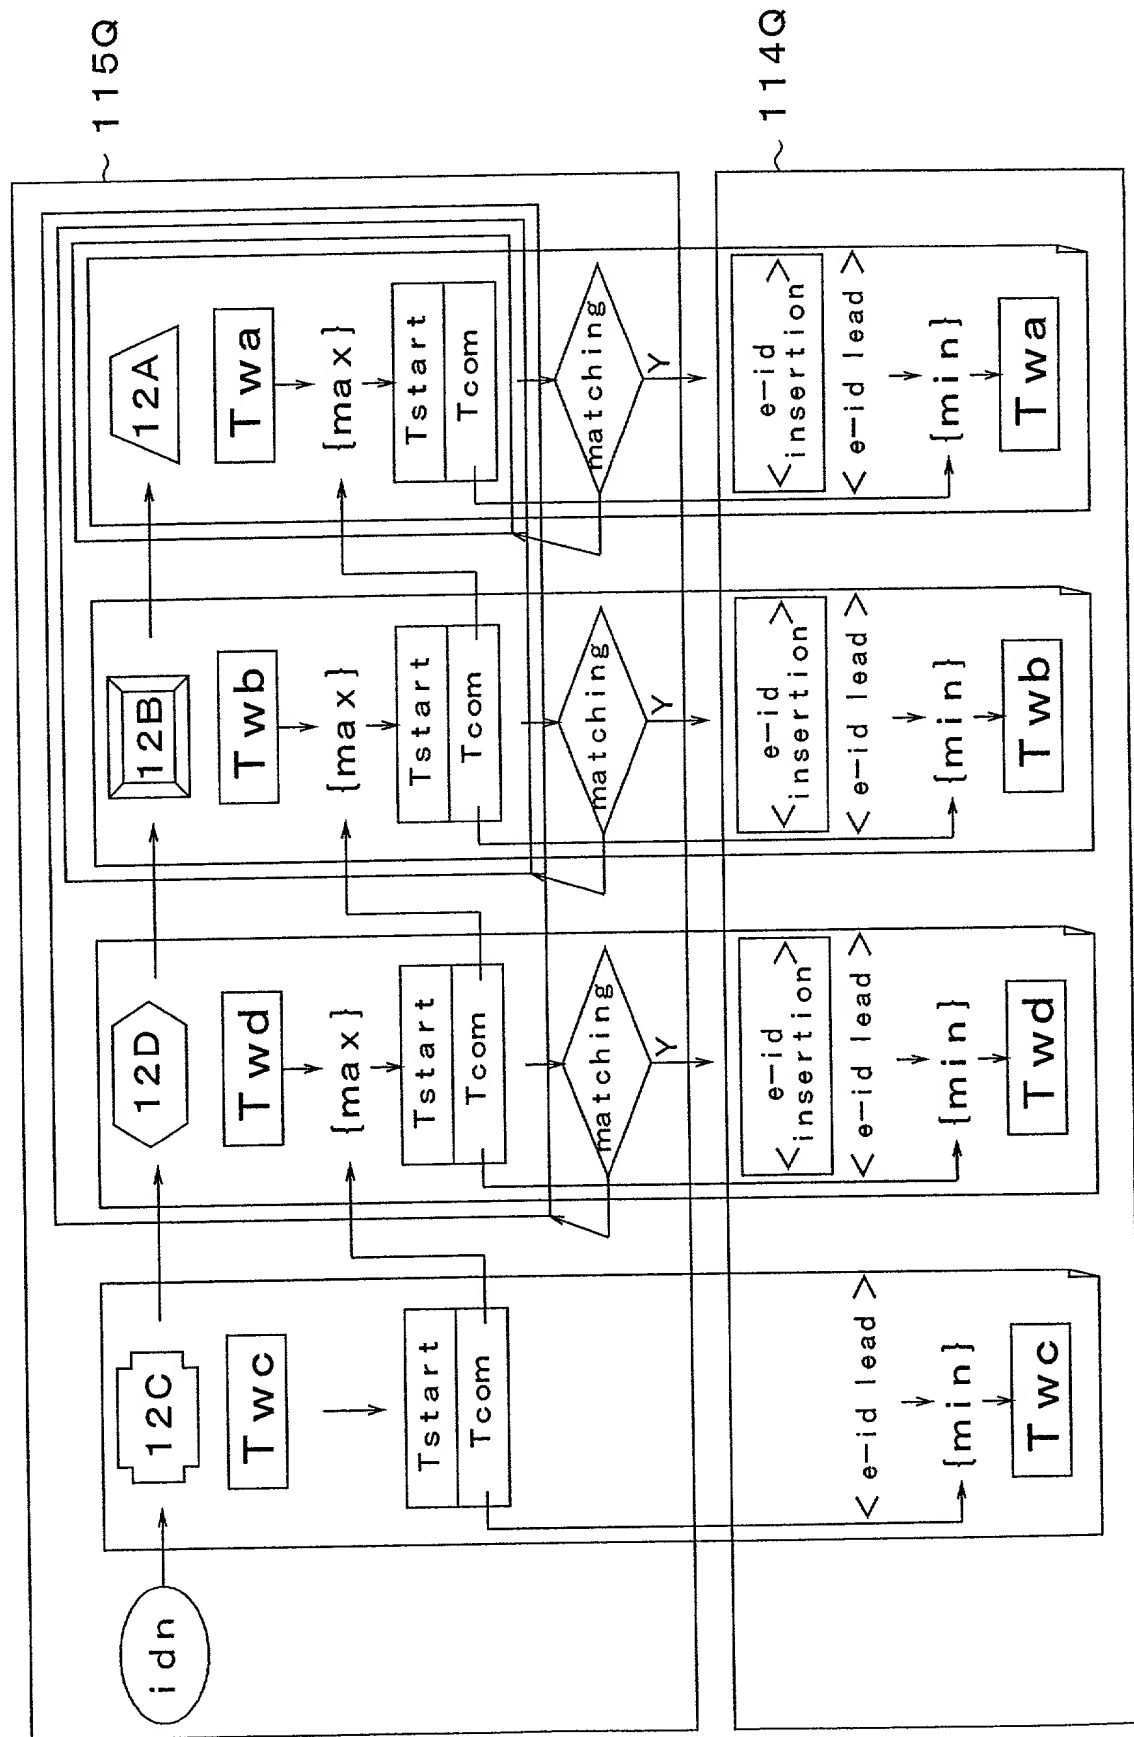 115Q
idn
12C
12D
12B
12A
Twc
Twd
Twb
Twa
{max}
{max}
{max}
Tstart
Tcom
Tstart
Tcom
Tstart
Tcom
Tstart
Tcom
matching
matching
matching
Y
Y
Y
114Q
< e-id
insertion >
< e-id
insertion >
< e-id
insertion >
< e-id lead >
< e-id lead >
< e-id lead >
< e-id lead >
{min}
{min}
{min}
{min}
Twc
Twd
Twb
Twa